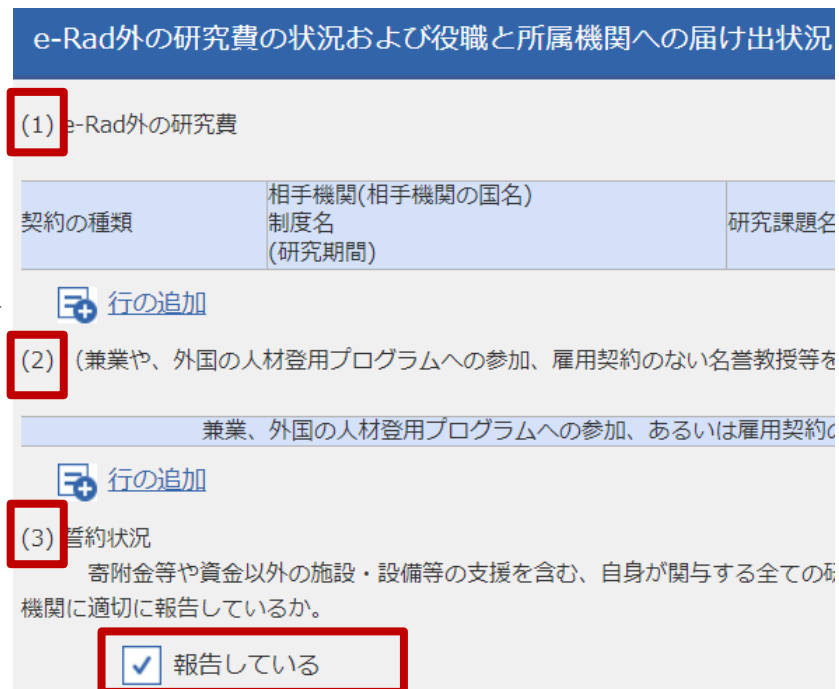 e-Rad外の研究費の状況および役職と所属機関への届け出状況
(1) e-Rad外の研究費
契約の種類
相手機関(相手機関の国名)
制度名
(研究期間)
研究課題名
行の追加
(2) (兼業や、外国の人材登用プログラムへの参加、雇用契約のない名誉教授等を
兼業、外国の人材登用プログラムへの参加、あるいは雇用契約の
行の追加
(3) 誓約状況
寄附金等や資金以外の施設・設備等の支援を含む、自身が関与する全ての研
機関に適切に報告しているか。
報告している